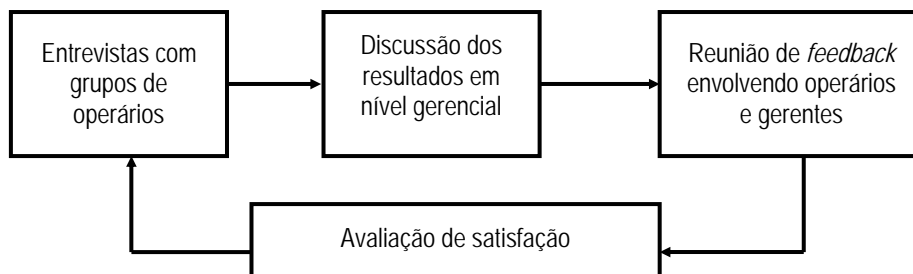 Entrevistas com
grupos de
operários
Discussão dos
resultados em
nível gerencial
Reunião de feedback
envolvendo operários
e gerentes
Avaliação de satisfação